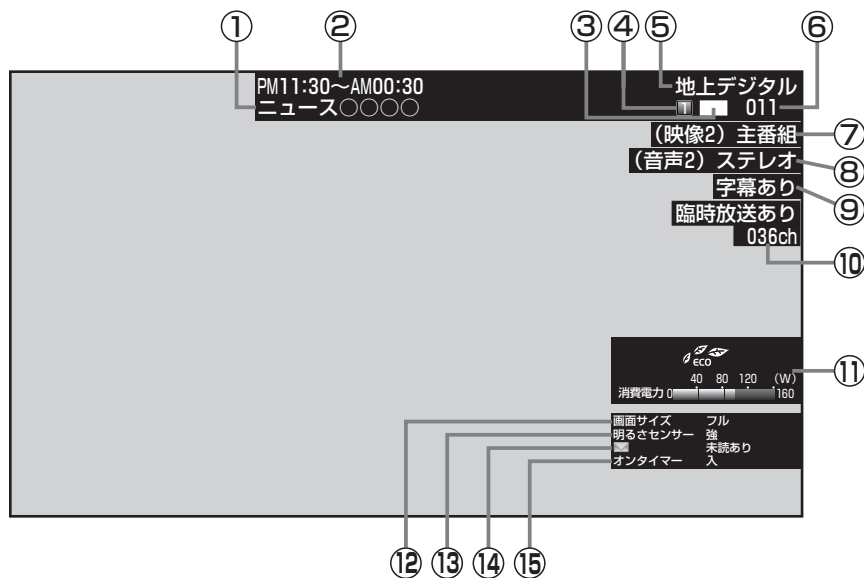 ① ② ③ ④ ⑤ ⑥
PM11:30～AM00:30
ニュース○○○○
地上デジタル
T 011
（映像2）主番組 ⑦
（音声2）ステレオ ⑧
字幕あり ⑨
臨時放送あり
036ch ⑩
ECO
40 80 120 (W) ⑪
消費電力 0 160
画面サイズ フル
明るさセンサー 強
未読あり
オンタイマー 入
⑫ ⑬ ⑭ ⑮